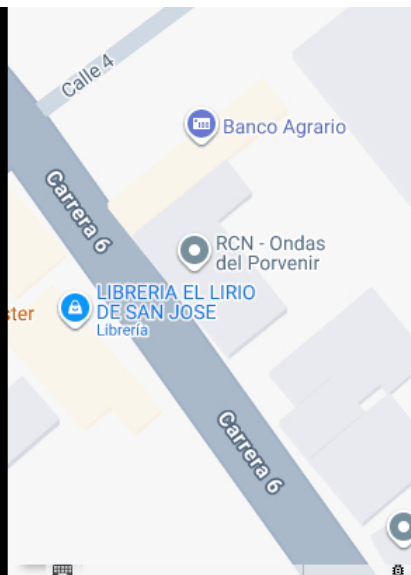 Calle 4
Banco Agrario
Carrera 6
RCN - Ondas
del Porvenir
LIBRERIA EL LIRIO
DE SAN JOSE
Librería
ster
Carrera 6